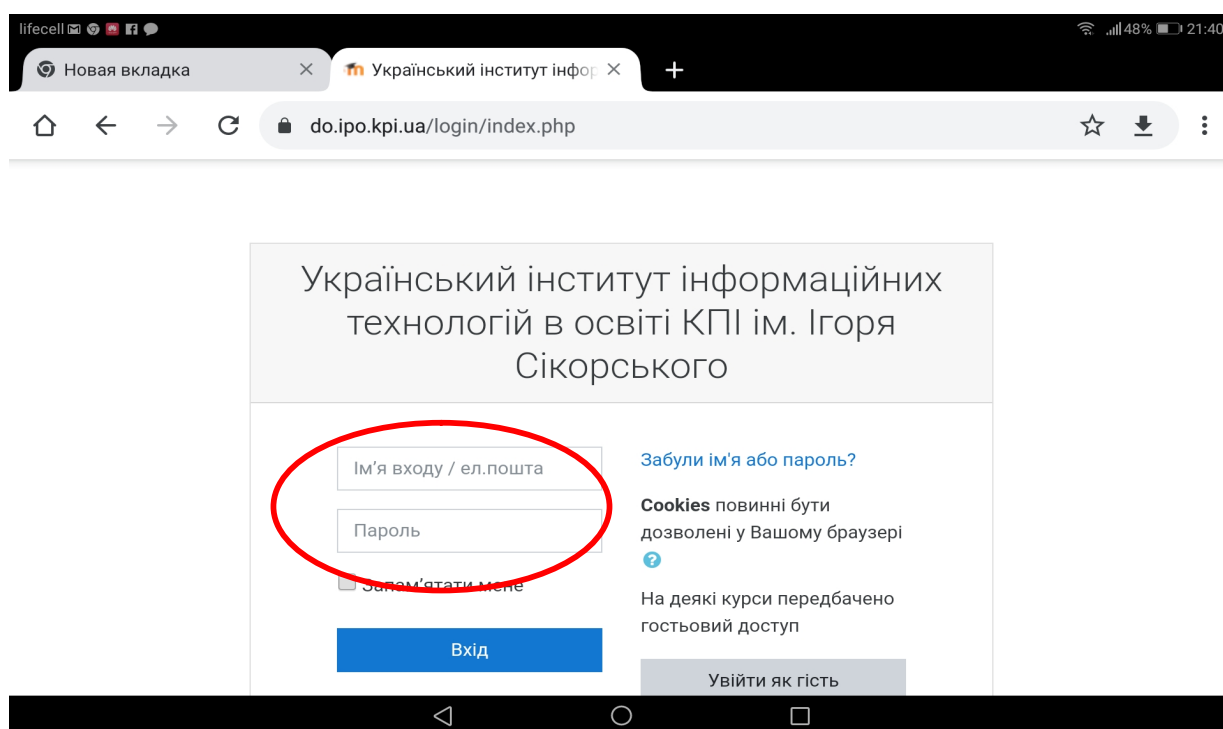 lifecell 48% 21:40
Новая вкладка
Український інститут інфор
do.ipo.kpi.ua/login/index.php
Український інститут інформаційних
технологій в освіті КПІ ім. Ігоря
Сікорського
Ім’я входу / ел.пошта
Пароль
Запам’ятати мене
Вхід
Забули ім'я або пароль?
Cookies повинні бути
дозволені у Вашому браузері
?
На деякі курси передбачено
гостьовий доступ
Увійти як гість